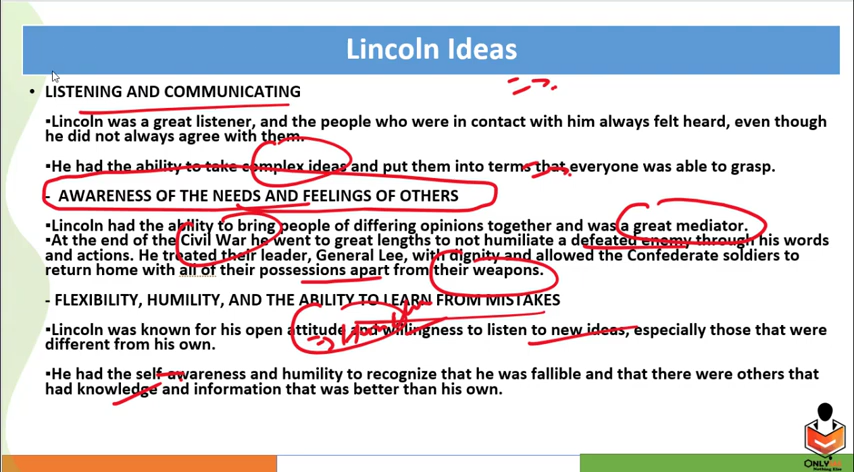 Lincoln Ideas
• LISTENING AND COMMUNICATING
▪Lincoln was a great listener, and the people who were in contact with him always felt heard, even though
he did not always agree with them.
▪He had the ability to take complex ideas and put them into terms that everyone was able to grasp.
- AWARENESS OF THE NEEDS AND FEELINGS OF OTHERS
▪Lincoln had the ability to bring people of differing opinions together and was a great mediator.
▪At the end of the Civil War he went to great lengths to not humiliate a defeated enemy through his words
and actions. He treated their leader, General Lee, with dignity and allowed the Confederate soldiers to
return home with all of their possessions apart from their weapons.
- FLEXIBILITY, HUMILITY, AND THE ABILITY TO LEARN FROM MISTAKES
▪Lincoln was known for his open attitude and willingness to listen to new ideas, especially those that were
different from his own.
▪He had the self-awareness and humility to recognize that he was fallible and that there were others that
had knowledge and information that was better than his own.
Nothing Else